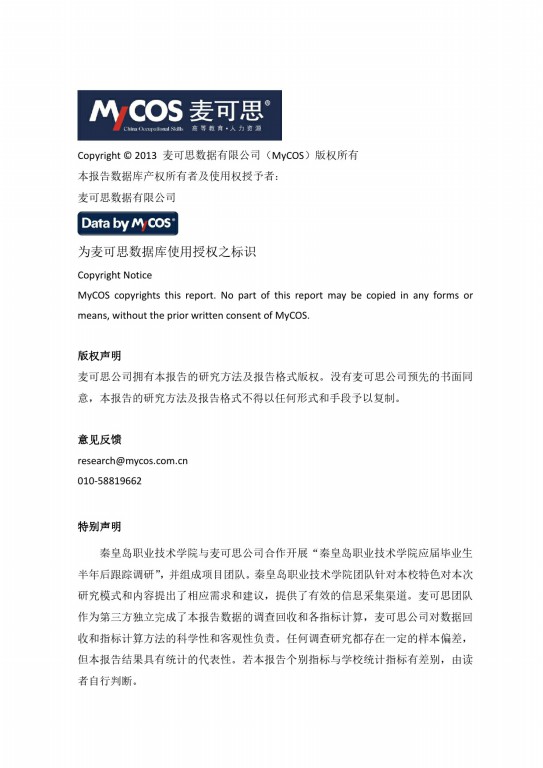 MyCOS 麦可思®
China Occupational Skills 高等教育·人力资源
Copyright © 2013 麦可思数据有限公司（MyCOS）版权所有
本报告数据库产权所有者及使用权授予者：
麦可思数据有限公司
Data by MyCOS®
为麦可思数据库使用授权之标识
Copyright Notice
MyCOS copyrights this report. No part of this report may be copied in any forms or
means, without the prior written consent of MyCOS.
版权声明
麦可思公司拥有本报告的研究方法及报告格式版权。没有麦可思公司预先的书面同
意，本报告的研究方法及报告格式不得以任何形式和手段予以复制。
意见反馈
research@mycos.com.cn
010-58819662
特别声明
秦皇岛职业技术学院与麦可思公司合作开展“秦皇岛职业技术学院应届毕业生
半年后跟踪调研”，并组成项目团队。秦皇岛职业技术学院团队针对本校特色对本次
研究模式和内容提出了相应需求和建议，提供了有效的信息采集渠道。麦可思团队
作为第三方独立完成了本报告数据的调查回收和各指标计算，麦可思公司对数据回
收和指标计算方法的科学性和客观性负责。任何调查研究都存在一定的样本偏差，
但本报告结果具有统计的代表性。若本报告个别指标与学校统计指标有差别，由读
者自行判断。